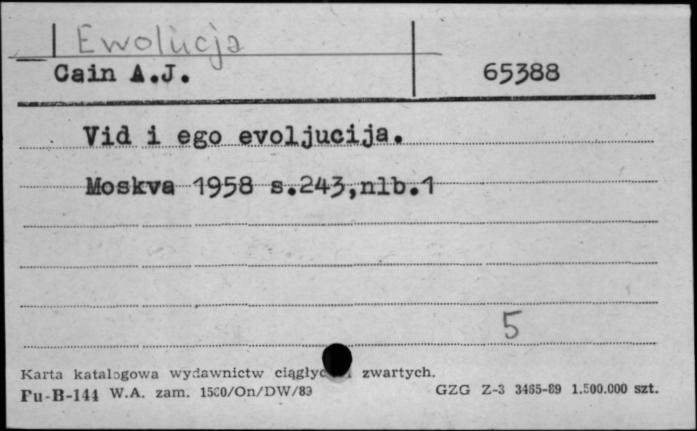 Ewolucja
Cain A.J. 65388
Vid i ego evoljucija.
Moskva 1958 s.243,nlb.1
5
Karta katalogowa wydawnictw zwartych.
Pu-B-144 W.A. zam. 1500/On/DW/89 GZG Z-3 3465-89 1.500.000 szt.